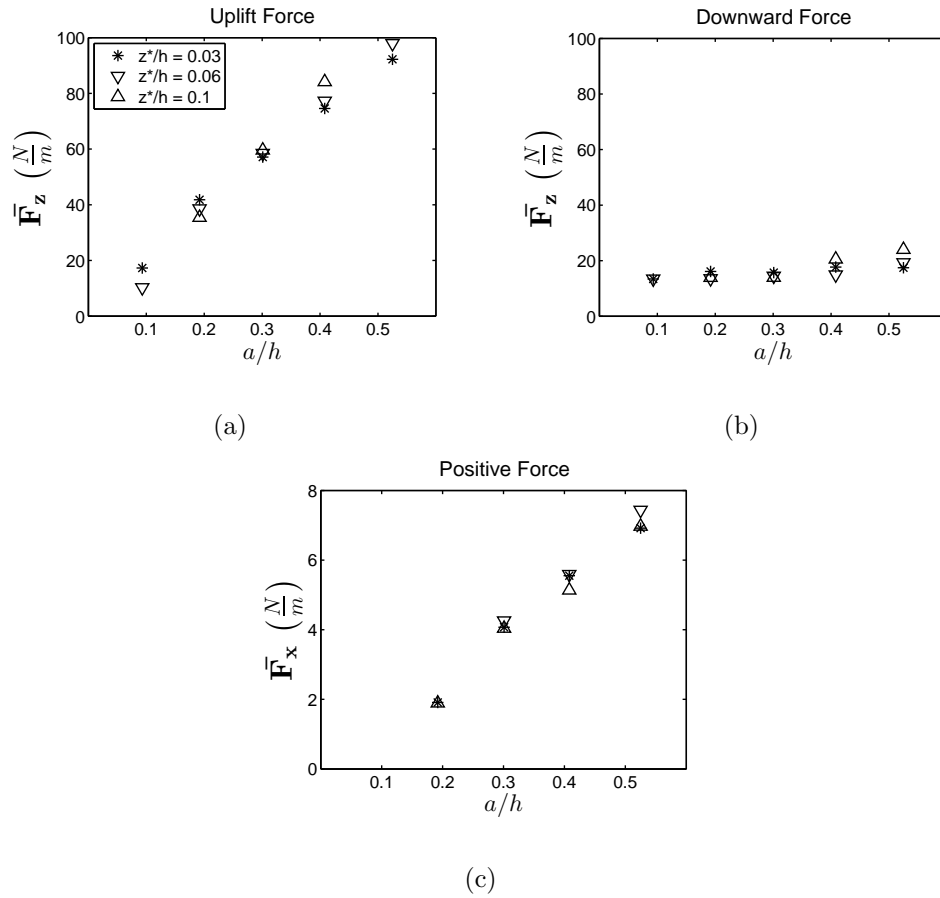 Uplift Force
100
80
60
40
20
0
z*/h = 0.03
z*/h = 0.06
z*/h = 0.1
F̄z (N/m)
0.1 0.2 0.3 0.4 0.5
a/h
(a)
Downward Force
100
80
60
40
20
0
F̄z (N/m)
0.1 0.2 0.3 0.4 0.5
a/h
(b)
Positive Force
8
6
4
2
0
F̄x (N/m)
0.1 0.2 0.3 0.4 0.5
a/h
(c)